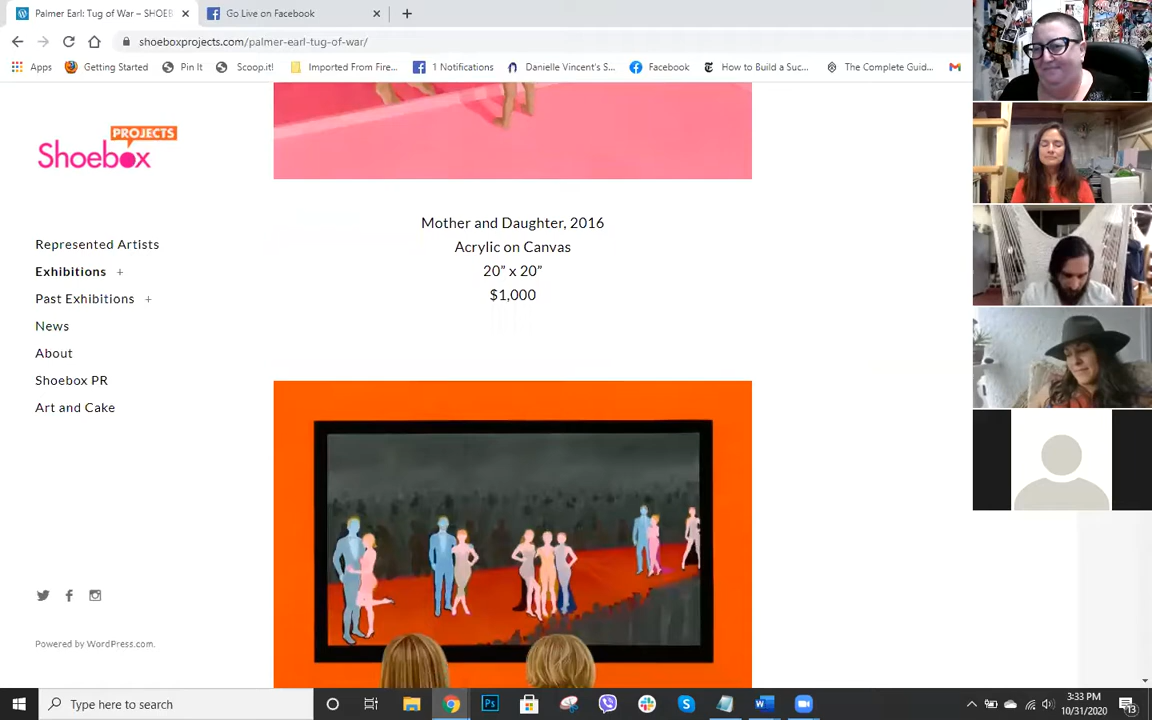 Palmer Earl: Tug of War – SHOEB
Go Live on Facebook
shoeboxprojects.com/palmer-earl-tug-of-war/
Apps
Getting Started
Pin It
Scoop.it!
Imported From Fire...
1 Notifications
Danielle Vincent's S...
Facebook
How to Build a Suc...
The Complete Guid...
PROJECTS
Shoebox
Represented Artists
Exhibitions +
Past Exhibitions +
News
About
Shoebox PR
Art and Cake
Powered by WordPress.com.
Mother and Daughter, 2016
Acrylic on Canvas
20” x 20”
$1,000
Type here to search
Ps
3:33 PM
10/31/2020
13